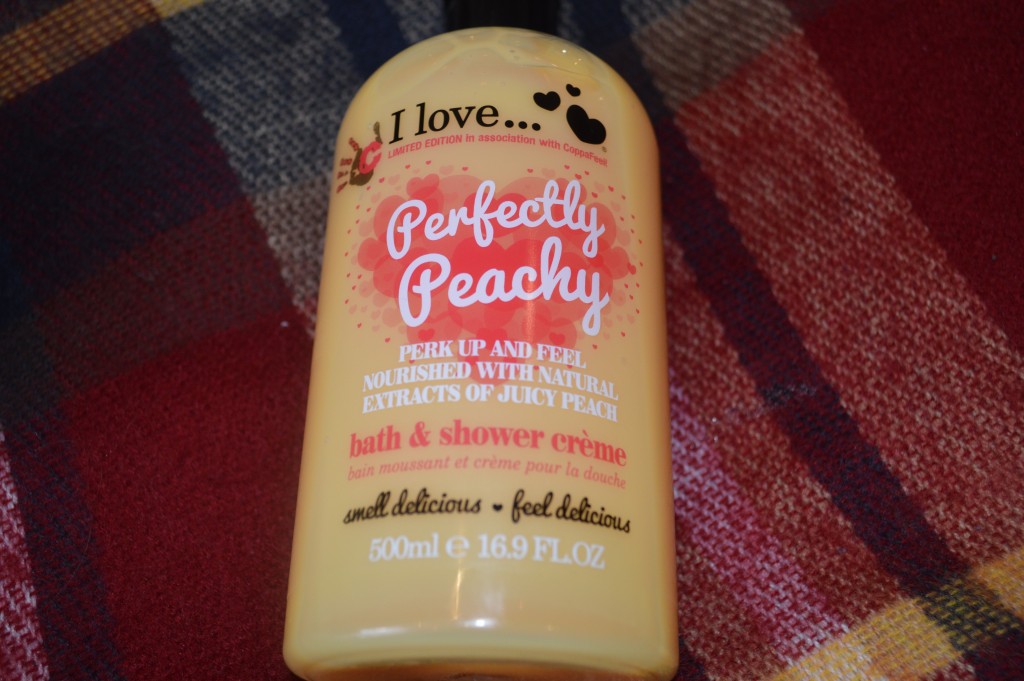 I love...
LIMITED EDITION in association with CoppaFeel!
Perfectly
Peachy
PERK UP AND FEEL
NOURISHED WITH NATURAL
EXTRACTS OF JUICY PEACH
bath & shower crème
bain moussant et crème pour la douche
smell delicious feel delicious
500ml e 16.9 FL.OZ